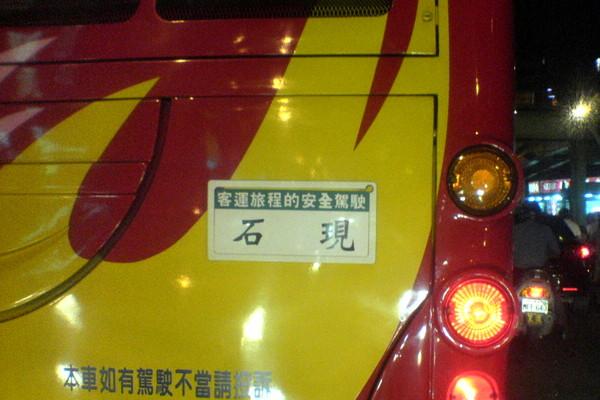 客運旅程的安全駕駛
石 現
本車如有駕駛不當請控訴